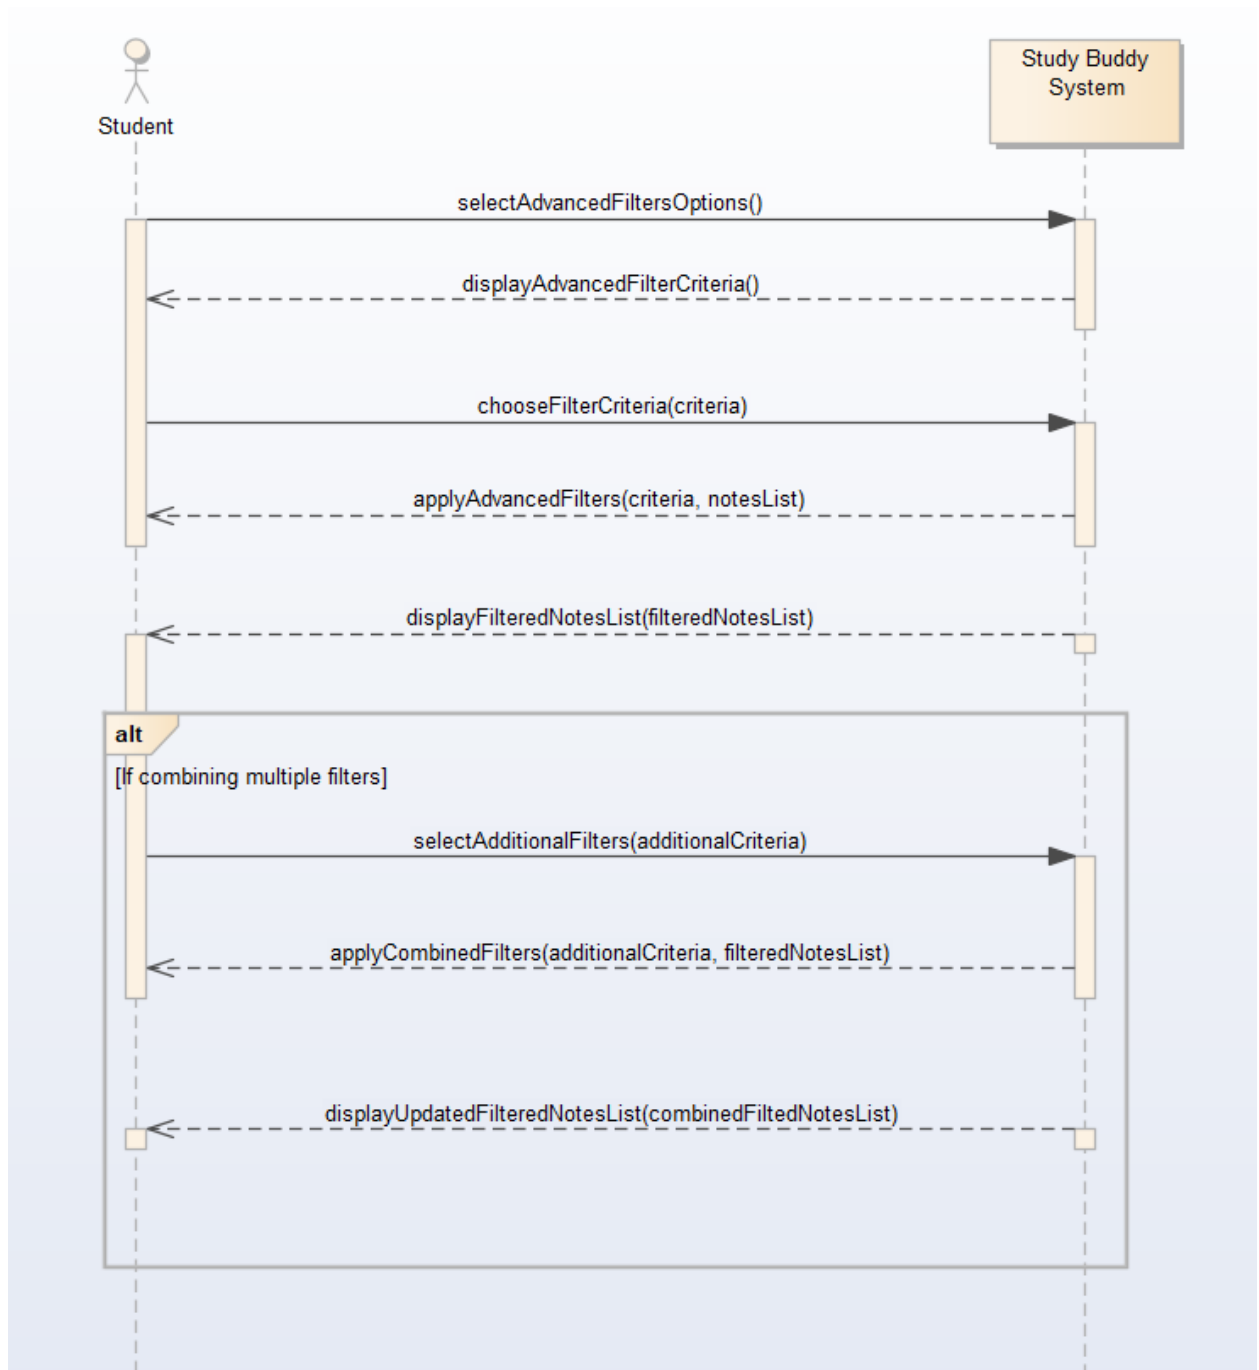 Study Buddy
System
Student
selectAdvancedFiltersOptions()
displayAdvancedFilterCriteria()
chooseFilterCriteria(criteria)
applyAdvancedFilters(criteria, notesList)
displayFilteredNotesList(filteredNotesList)
alt
[If combining multiple filters]
selectAdditionalFilters(additionalCriteria)
applyCombinedFilters(additionalCriteria, filteredNotesList)
displayUpdatedFilteredNotesList(combinedFiltedNotesList)